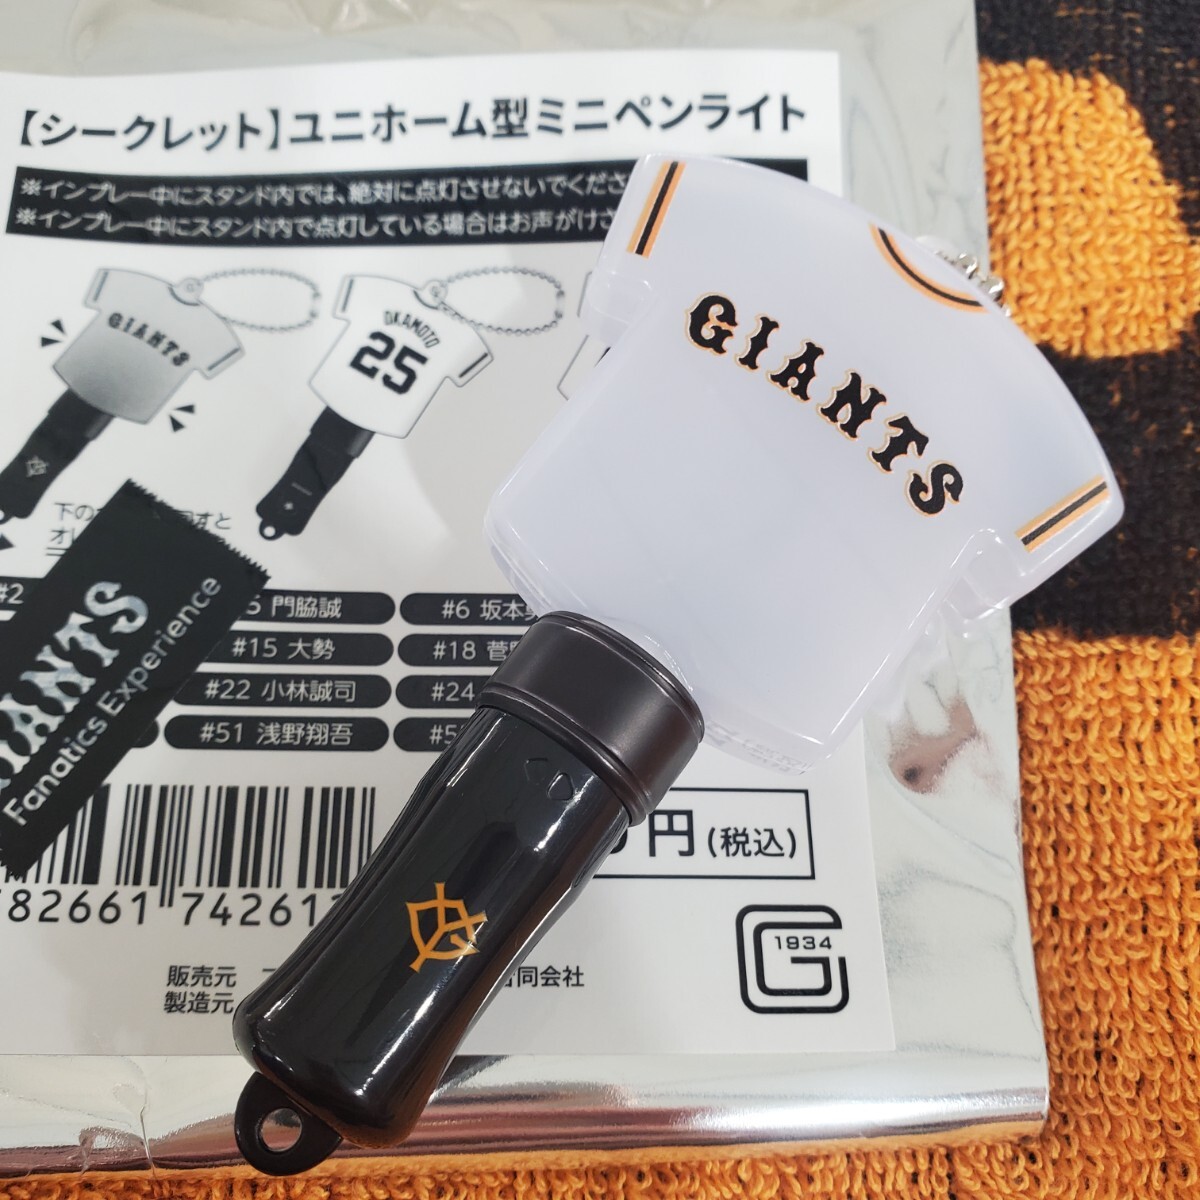 【シークレット】ユニホーム型ミニペンライト
※インプレー中にスタンド内では、絶対に点灯させないでくださ
※インプレー中にスタンド内で点灯している場合はお声がけさ
GIANTS
OKAMOTO
25
GIANTS
#2
門脇誠
#6 坂本
#15 大勢
#18 菅
#22 小林誠司
#24
#51 浅野翔吾
GIANTS
Fanatics Experience
円(税込)
82661 74261
販売元
合同会社
製造元
1934
G